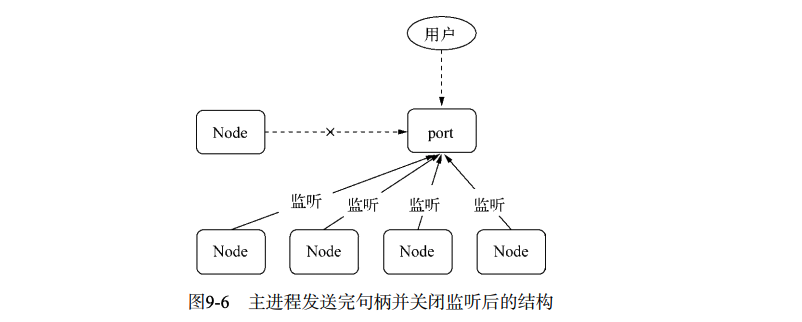 用户
Node
port
监听 监听 监听 监听
Node Node Node Node
图9-6 主进程发送完句柄并关闭监听后的结构